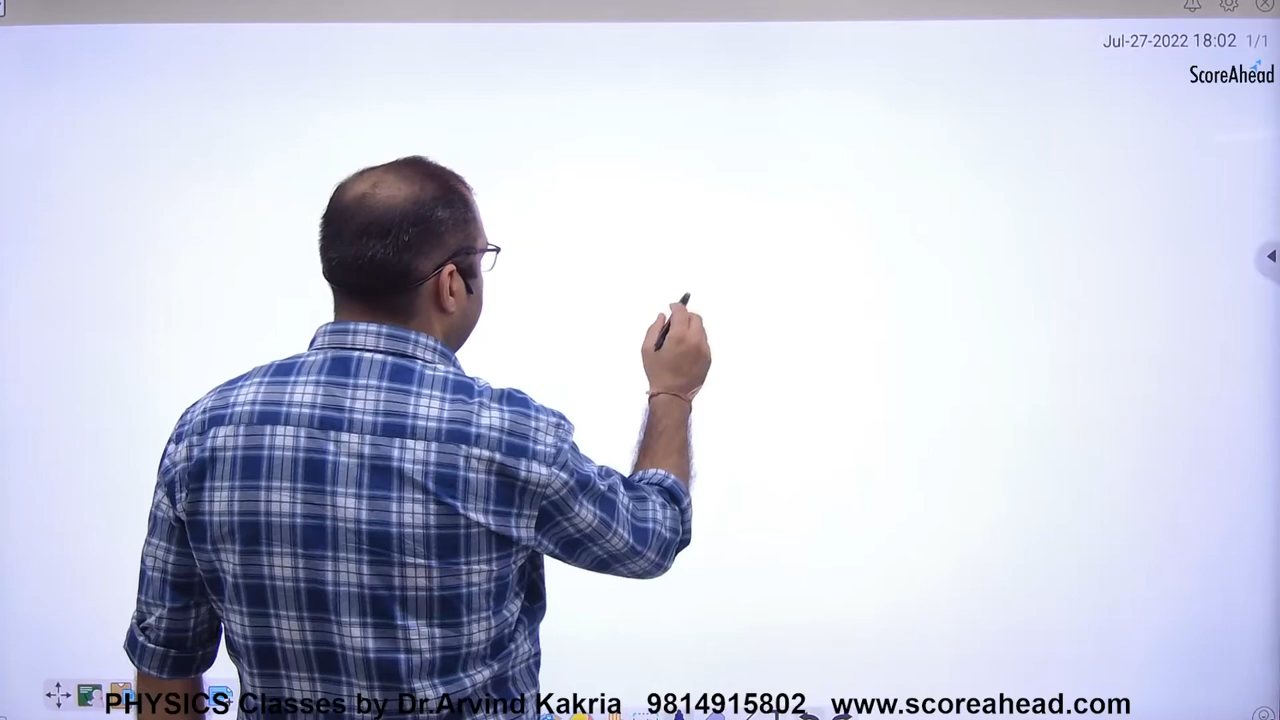 Jul-27-2022 18:02 1/1
ScoreAhead
PHYSICS Classes by Dr.Arvind Kakria 9814915802 www.scoreahead.com